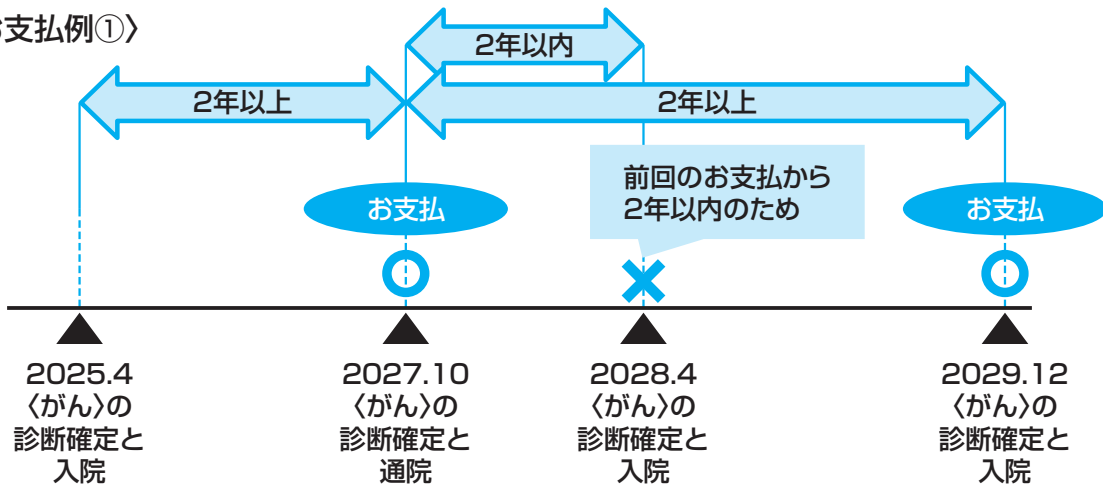 お支払例①〉
2年以内
2年以上
2年以上
前回のお支払から
2年以内のため
お支払
お支払
2025.4
〈がん〉の
診断確定と
入院
2027.10
〈がん〉の
診断確定と
通院
2028.4
〈がん〉の
診断確定と
入院
2029.12
〈がん〉の
診断確定と
入院